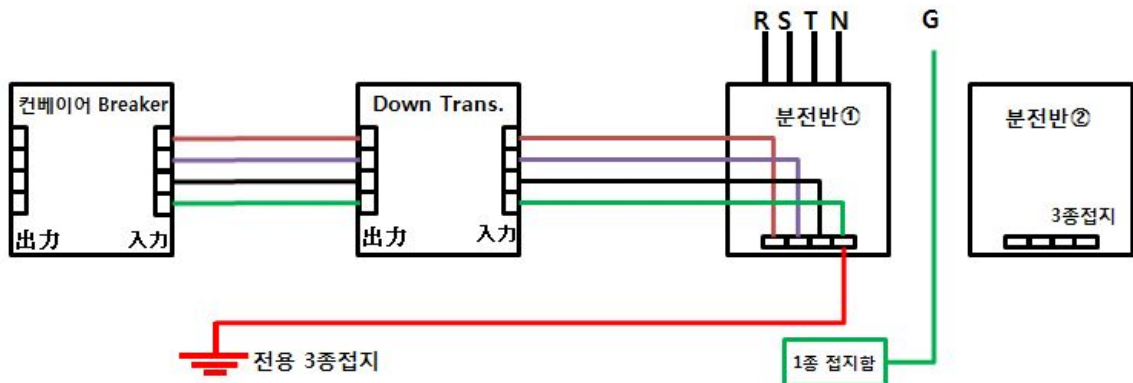 R S T N G
컨베이어 Breaker
Down Trans.
분전반①
분전반②
3종접지
出力 入力
出力 入力
전용 3종접지
1종 접지함